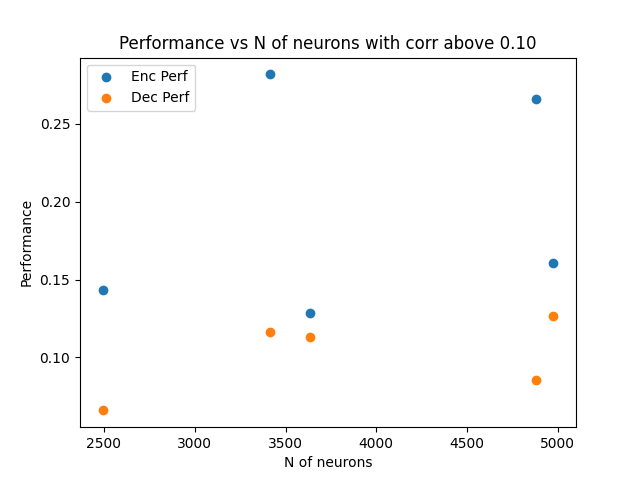 Performance vs N of neurons with corr above 0.10
Enc Perf
Dec Perf
0.25
0.20
0.15
0.10
Performance
2500 3000 3500 4000 4500 5000
N of neurons